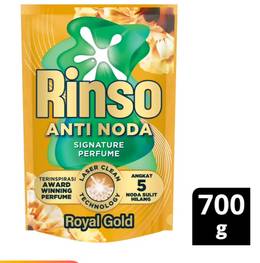 Rinso
ANTI NODA
SIGNATURE
PERFUME
TERINSPIRASI
AWARD
WINNING
PERFUME
LASER CLEAN
TECHNOLOGY
ANGKAT
5
NODA SULIT
HILANG
Royal Gold
700
g